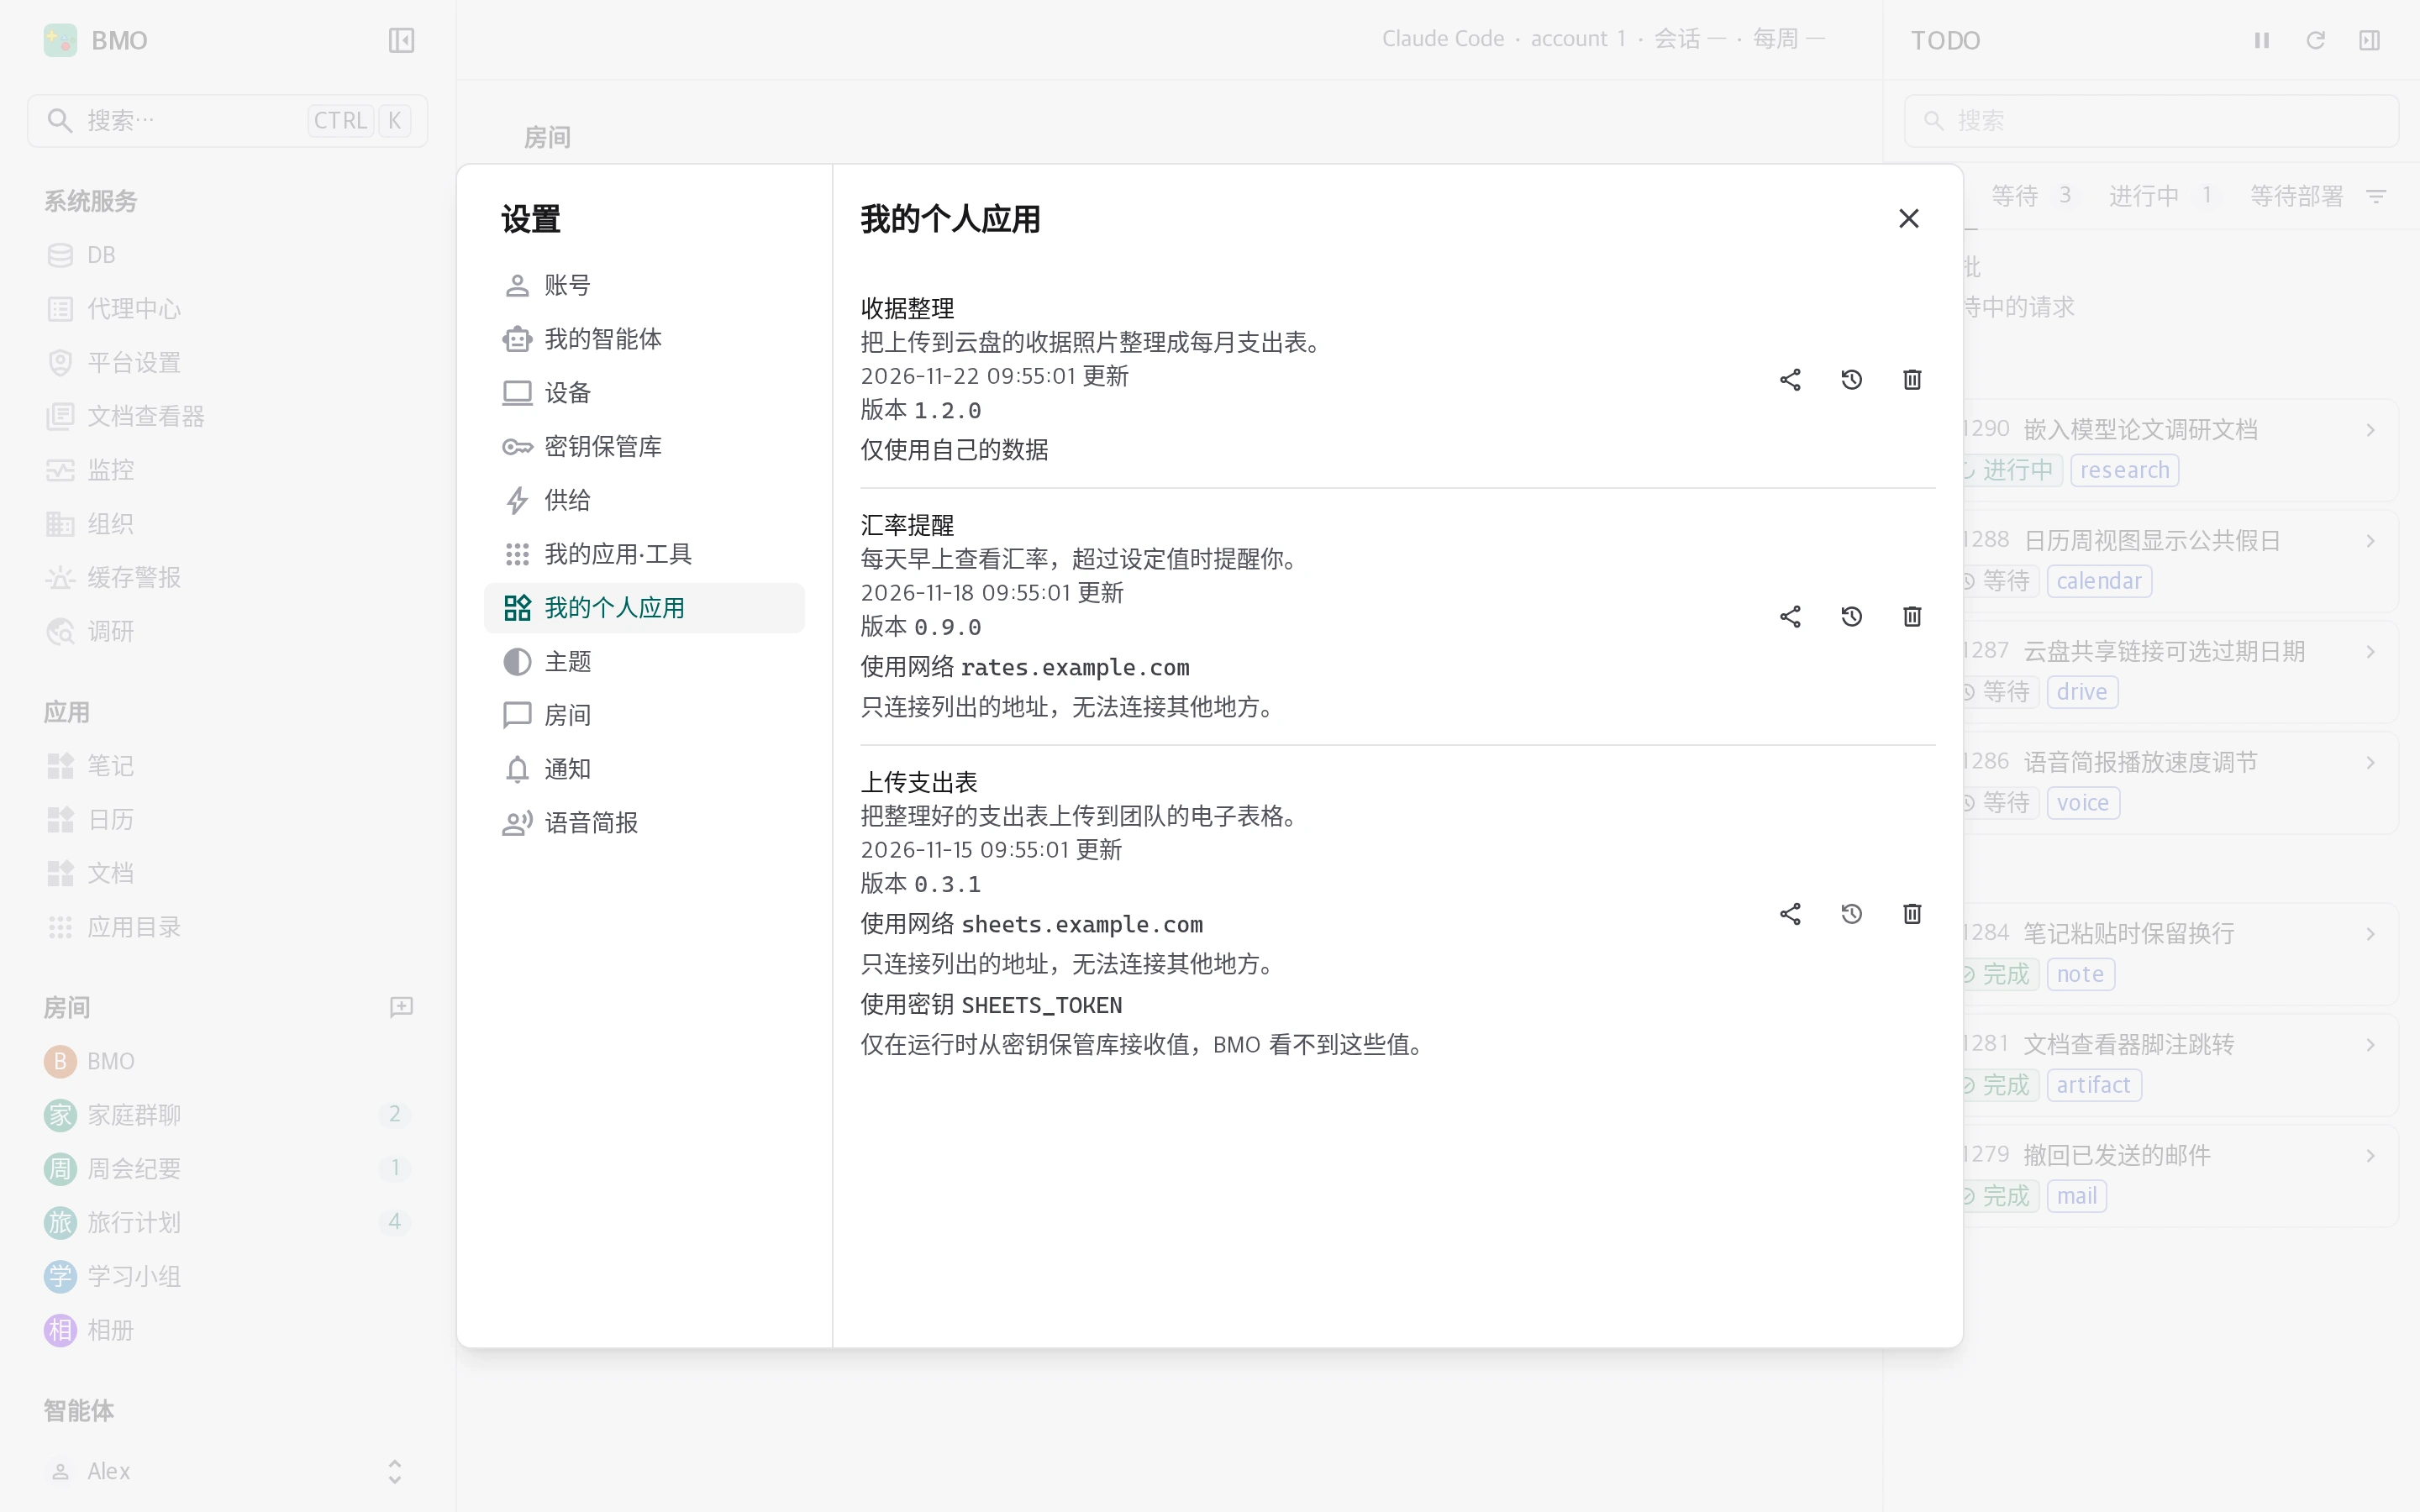 BMO
搜索…
CTRL K
系统服务
DB
代理中心
平台设置
文档查看器
监控
组织
缓存警报
调研
应用
笔记
日历
文档
应用目录
房间
B BMO
家 家庭群聊 2
周 周会纪要 1
旅 旅行计划 4
学 学习小组
相 相册
智能体
Alex
Claude Code · account 1 · 会话 — · 每周 —
房间
设置
账号
我的智能体
设备
密钥保管库
供给
我的应用·工具
我的个人应用
主题
房间
通知
语音简报
我的个人应用
收据整理
把上传到云盘的收据照片整理成每月支出表。
2026-11-22 09:55:01 更新
版本 1.2.0
仅使用自己的数据
汇率提醒
每天早上查看汇率，超过设定值时提醒你。
2026-11-18 09:55:01 更新
版本 0.9.0
使用网络 rates.example.com
只连接列出的地址，无法连接其他地方。
上传支出表
把整理好的支出表上传到团队的电子表格。
2026-11-15 09:55:01 更新
版本 0.3.1
使用网络 sheets.example.com
只连接列出的地址，无法连接其他地方。
使用密钥 SHEETS_TOKEN
仅在运行时从密钥保管库接收值，BMO 看不到这些值。
TODO
搜索
等待 3 进行中 1 等待部署
批
待中的请求
1290 嵌入模型论文调研文档
进行中 research
1288 日历周视图显示公共假日
等待 calendar
1287 云盘共享链接可选过期日期
等待 drive
1286 语音简报播放速度调节
等待 voice
1284 笔记粘贴时保留换行
完成 note
1281 文档查看器脚注跳转
完成 artifact
1279 撤回已发送的邮件
完成 mail